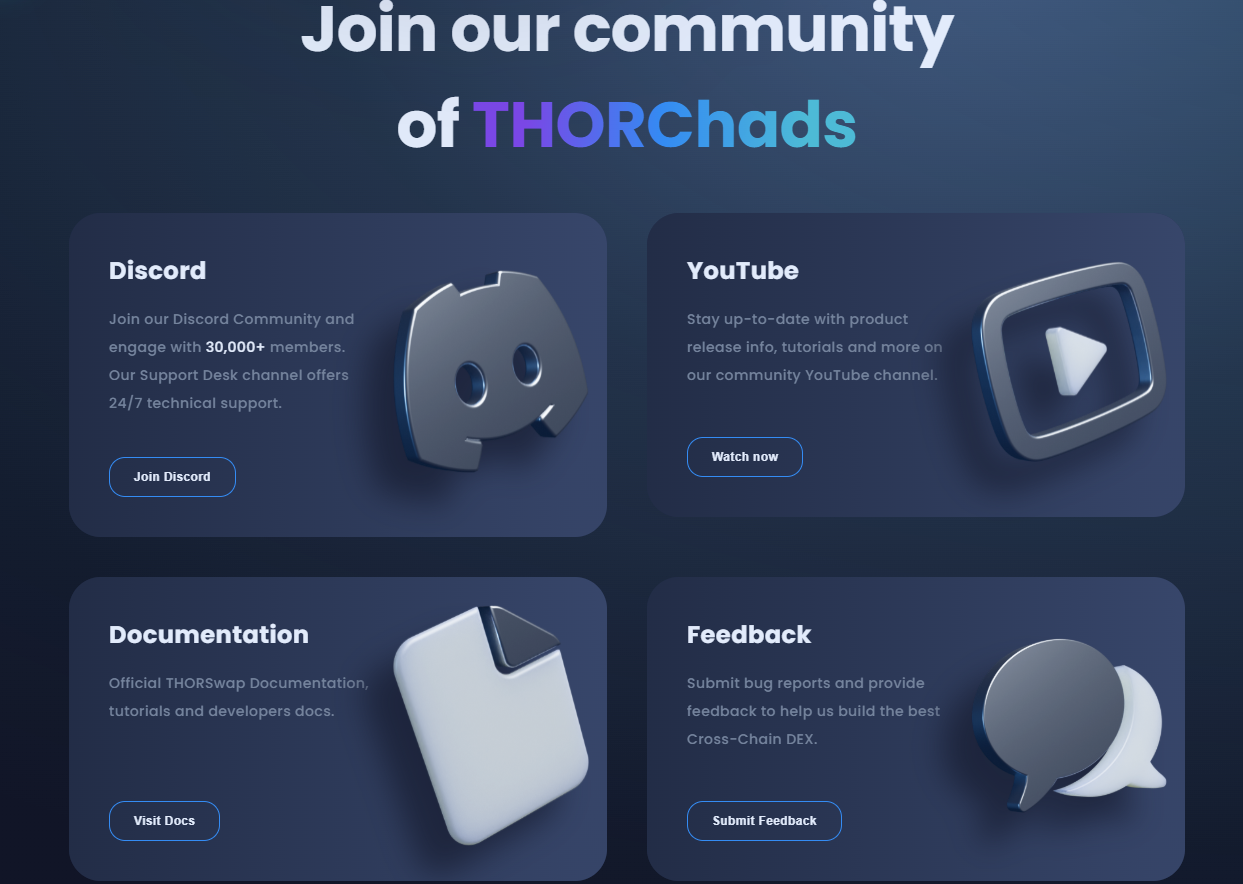 Join our community
of THORChads
Discord
Join our Discord Community and
engage with 30,000+ members.
Our Support Desk channel offers
24/7 technical support.
Join Discord
YouTube
Stay up-to-date with product
release info, tutorials and more on
our community YouTube channel.
Watch now
Documentation
Official THORSwap Documentation,
tutorials and developers docs.
Visit Docs
Feedback
Submit bug reports and provide
feedback to help us build the best
Cross-Chain DEX.
Submit Feedback